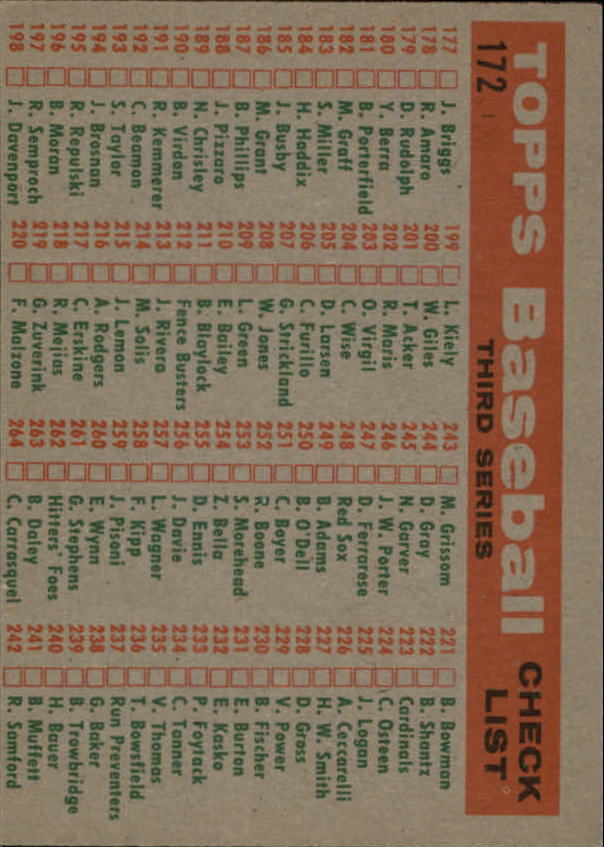 TOPPS Baseball CHECK LIST
172 THIRD SERIES
177 J. Briggs
178 R. Amaro
179 D. Rudolph
180 Y. Berra
181 B. Porterfield
182 M. Graff
183 S. Miller
184 H. Haddix
185 J. Busby
186 M. Grant
187 B. Phillips
188 J. Pizzaro
189 N. Chrisley
190 B. Virdon
191 R. Kemmerer
192 C. Beamon
193 S. Taylor
194 J. Brosnan
195 R. Repulski
196 B. Moran
197 R. Semproch
198 J. Davenport
199 L. Kiely
200 W. Giles
201 T. Acker
202 R. Maris
203 O. Virgil
204 C. Wise
205 D. Larsen
206 C. Furillo
207 G. Strickland
208 W. Jones
209 L. Green
210 E. Bailey
211 B. Blaylock
212 Fence Busters
213 J. Rivera
214 M. Solis
215 J. Lemon
216 A. Rodgers
217 C. Erskine
218 R. Mejias
219 G. Zuverink
220 F. Malzone
243 M. Grissom
244 D. Gray
245 N. Garver
246 J. W. Porter
247 D. Ferrarese
248 Red Sox
249 B. Adams
250 B. O'Dell
251 C. Boyer
252 R. Boone
253 S. Morehead
254 Z. Bella
255 D. Ennis
256 J. Davie
257 L. Wagner
258 F. Kipp
259 J. Pisoni
260 E. Wynn
261 G. Stephens
262 Hitters' Foes
263 B. Daley
264 C. Carrasquel
221 B. Bowman
222 B. Shantz
223 Cardinals
224 C. Osteen
225 J. Logan
226 A. Ceccarelli
227 H. W. Smith
228 D. Gross
229 V. Power
230 B. Fischer
231 E. Burton
232 E. Kasko
233 P. Foytack
234 C. Tanner
235 V. Thomas
236 T. Bowsfield
237 Run Preventers
238 G. Baker
239 B. Trowbridge
240 H. Bauer
241 B. Muffett
242 R. Samford